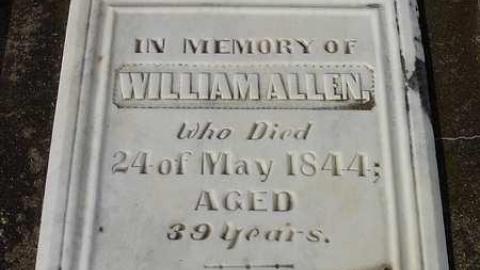 IN MEMORY OF
WILLIAM ALLEN,
Who Died
24 of May 1844;
AGED
39 Years.